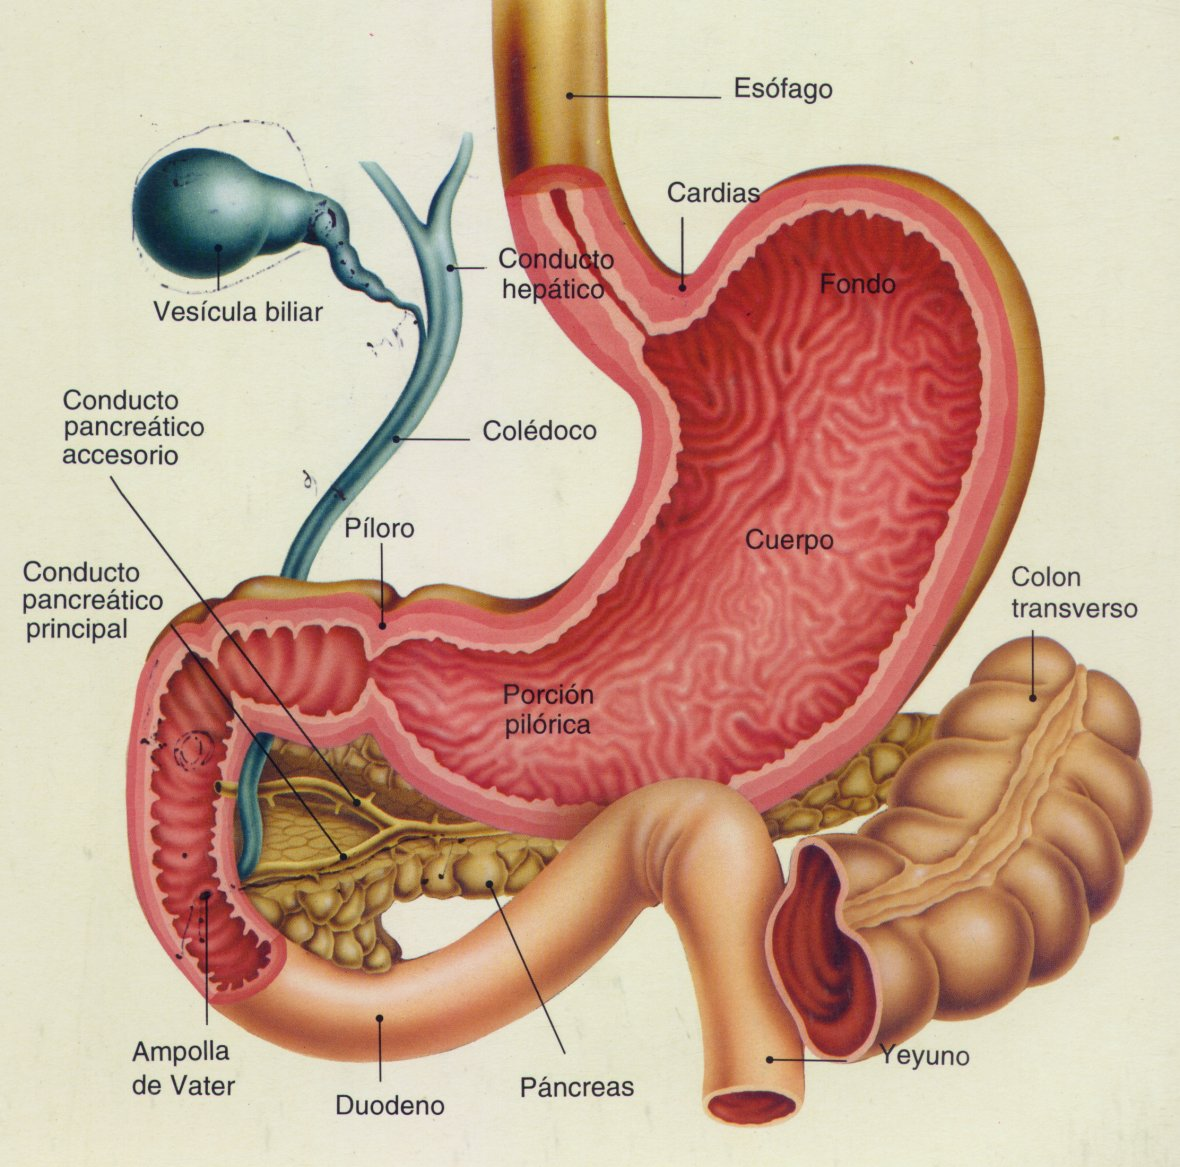 Esófago
Cardias
Conducto
hepático
Fondo
Vesícula biliar
Conducto
pancreático
accesorio
Colédoco
Píloro
Cuerpo
Conducto
pancreático
principal
Colon
transverso
Porción
pilórica
Ampolla
de Vater
Duodeno
Páncreas
Yeyuno